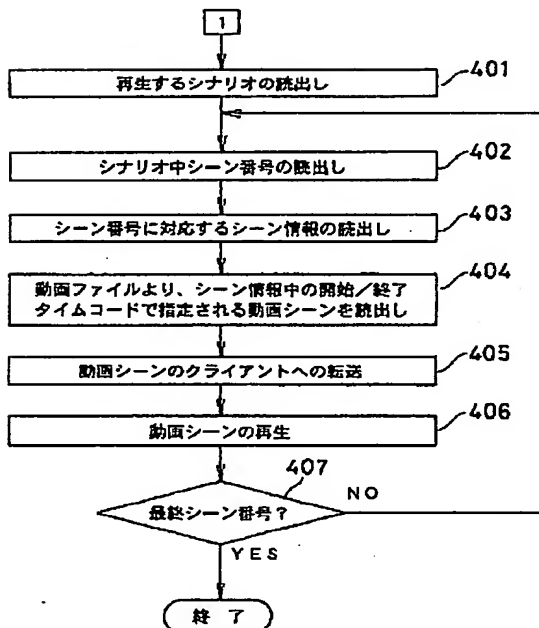 1
再生するシナリオの読出し
401
シナリオ中シーン番号の読出し
402
シーン番号に対応するシーン情報の読出し
403
動画ファイルより、シーン情報中の開始／終了
タイムコードで指定される動画シーンを読出し
404
動画シーンのクライアントへの転送
405
動画シーンの再生
406
最終シーン番号？
407
NO
YES
終了